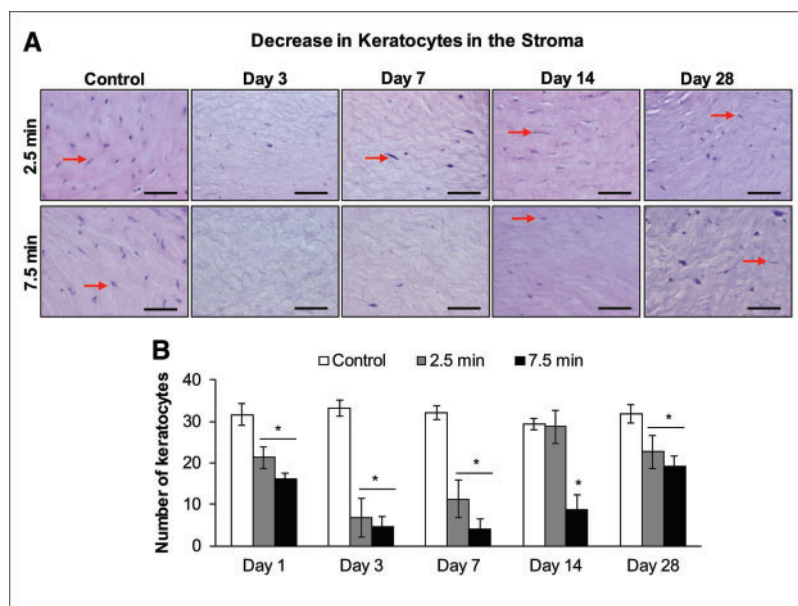 A
Decrease in Keratocytes in the Stroma
Control Day 3 Day 7 Day 14 Day 28
2.5 min
7.5 min
B
Control 2.5 min 7.5 min
Number of keratocytes
40
30
20
10
0
* * * * *
Day 1 Day 3 Day 7 Day 14 Day 28